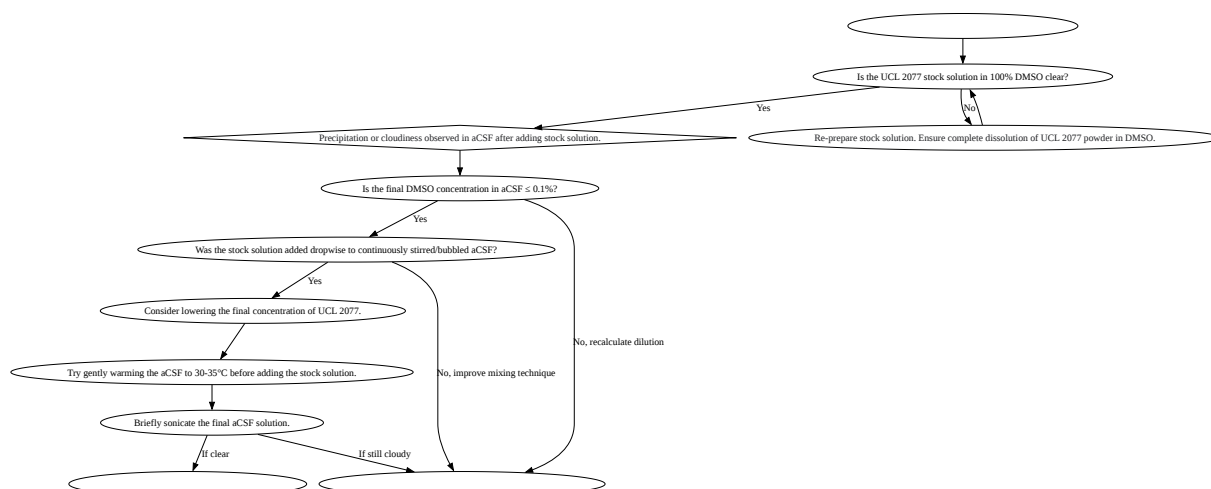 Is the UCL 2077 stock solution in 100% DMSO clear?
Yes
No
Precipitation or cloudiness observed in aCSF after adding stock solution.
Re-prepare stock solution. Ensure complete dissolution of UCL 2077 powder in DMSO.
Is the final DMSO concentration in aCSF ≤ 0.1%?
Yes
Was the stock solution added dropwise to continuously stirred/bubbled aCSF?
Yes
Consider lowering the final concentration of UCL 2077.
No, recalculate dilution
Try gently warming the aCSF to 30-35°C before adding the stock solution.
No, improve mixing technique
Briefly sonicate the final aCSF solution.
If clear
If still cloudy